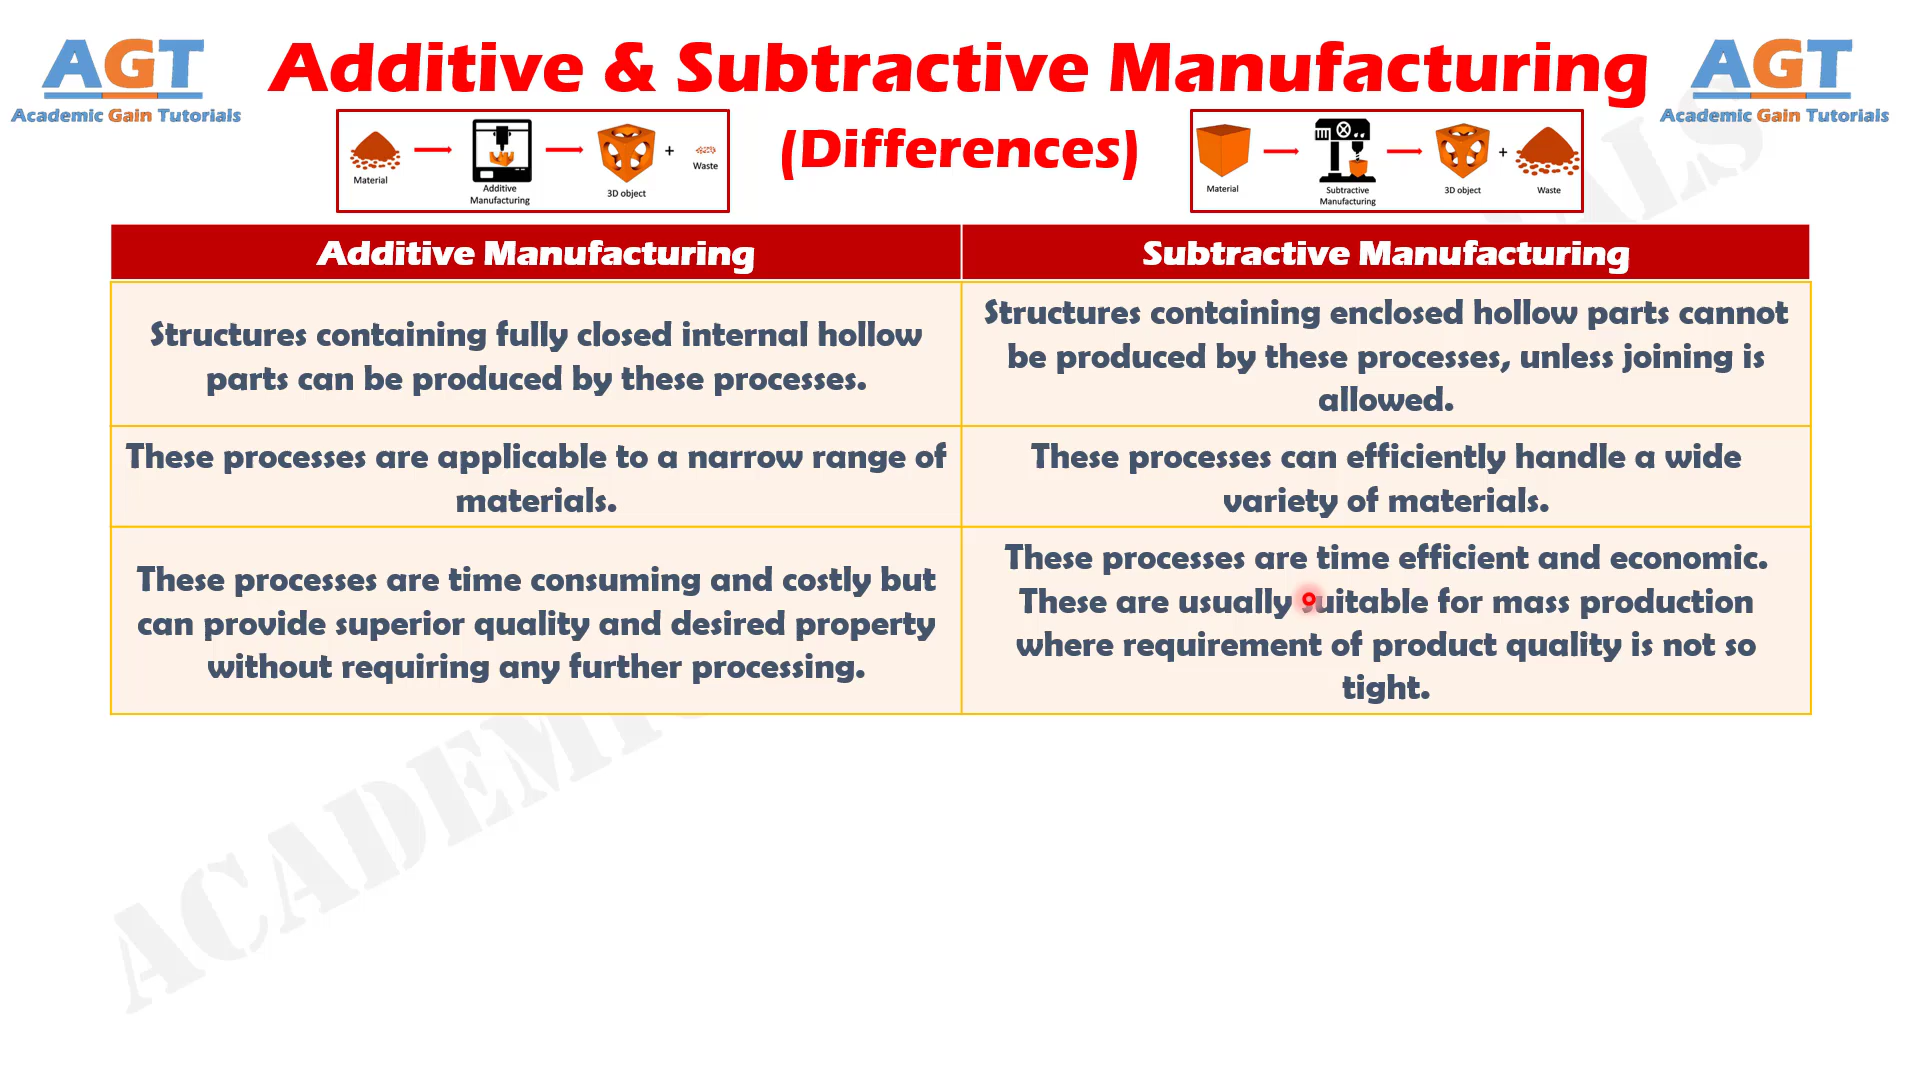 AGT
Academic Gain Tutorials
Additive & Subtractive Manufacturing
(Differences)
AGT
Academic Gain Tutorials
Material
Additive
Manufacturing
3D object
+
Waste
Material
Subtractive
Manufacturing
3D object
+
Waste
Additive Manufacturing
Subtractive Manufacturing
Structures containing fully closed internal hollow
parts can be produced by these processes.
Structures containing enclosed hollow parts cannot
be produced by these processes, unless joining is
allowed.
These processes are applicable to a narrow range of
materials.
These processes can efficiently handle a wide
variety of materials.
These processes are time consuming and costly but
can provide superior quality and desired property
without requiring any further processing.
These processes are time efficient and economic.
These are usually suitable for mass production
where requirement of product quality is not so
tight.